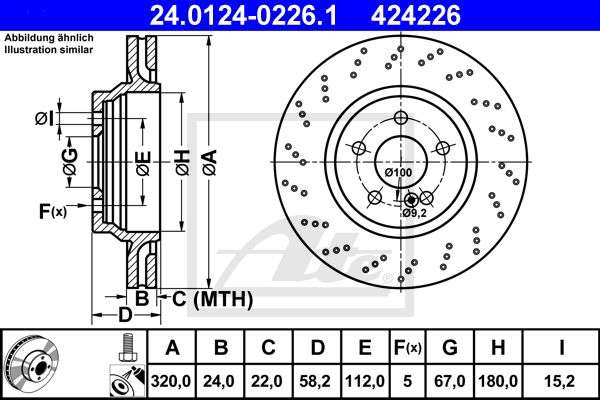 24.0124-0226.1 424226
Abbildung ähnlich
Illustration similar
ØI
ØG
ØE
ØH
ØA
F(x)
B
C (MTH)
D
Ø100
Ø9,2
Ate
A B C D E F(x) G H I
320,0 24,0 22,0 58,2 112,0 5 67,0 180,0 15,2